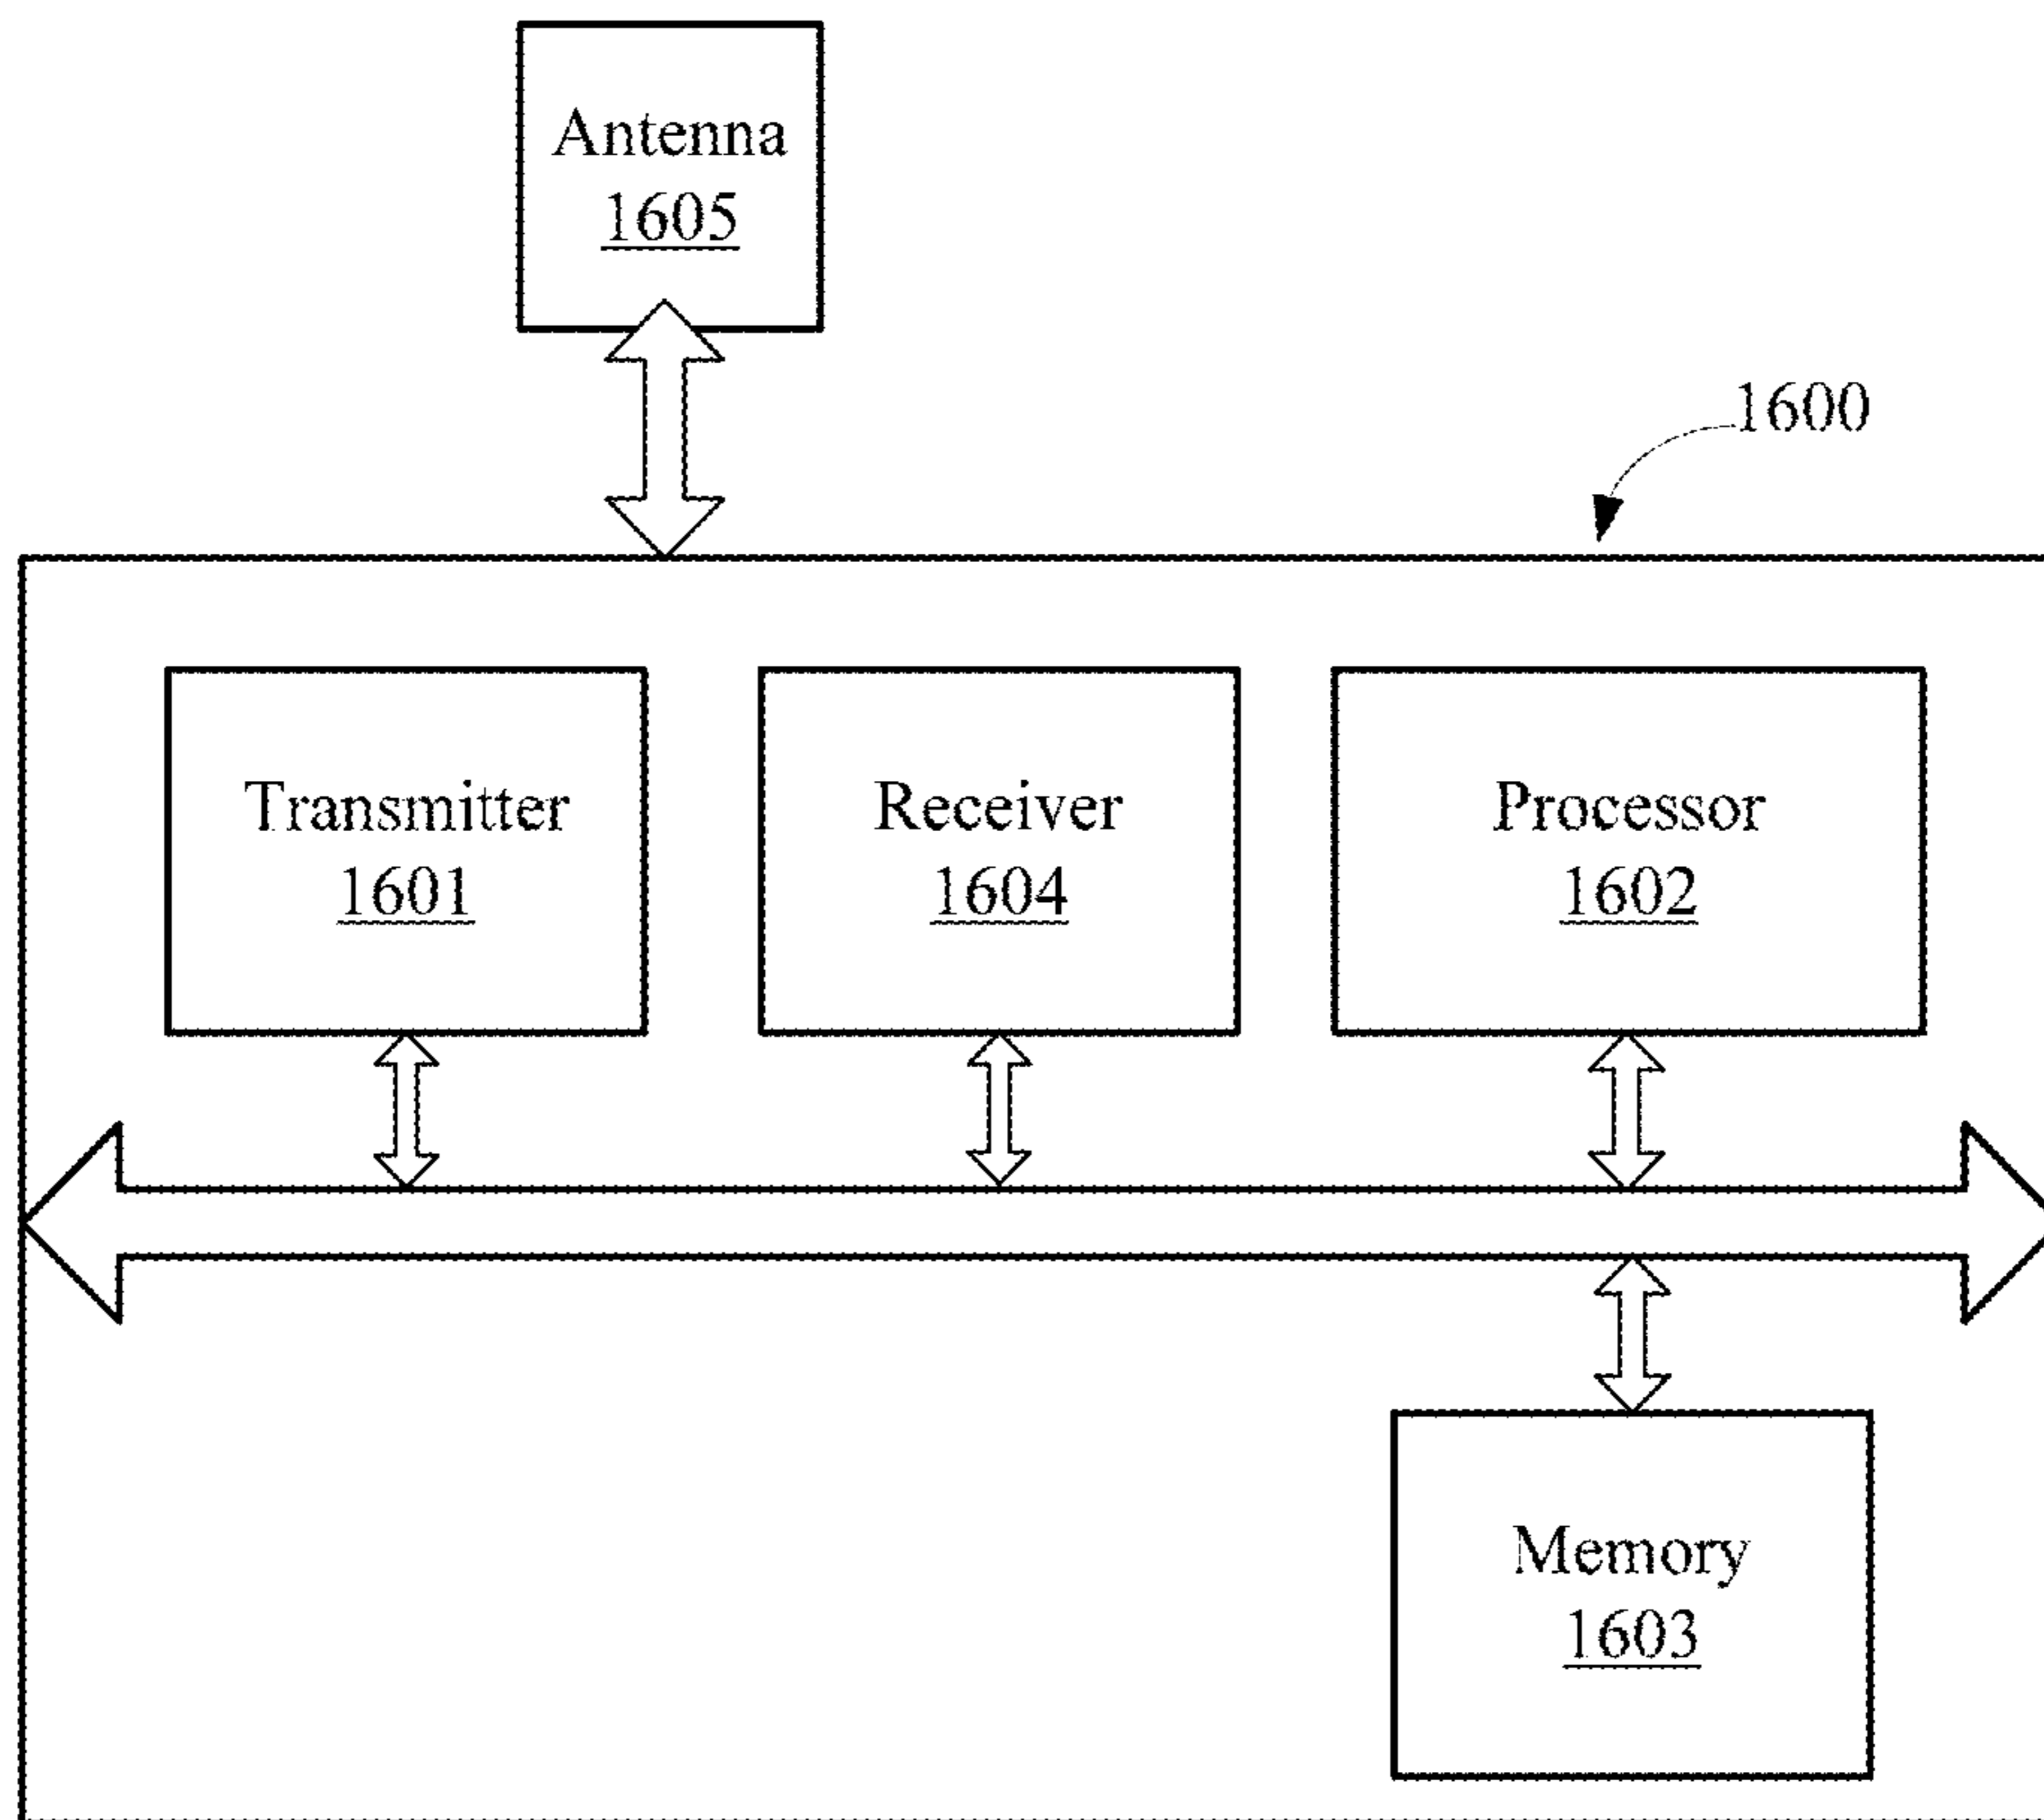 Antenna
1605
1600
Transmitter
1601
Receiver
1604
Processor
1602
Memory
1603